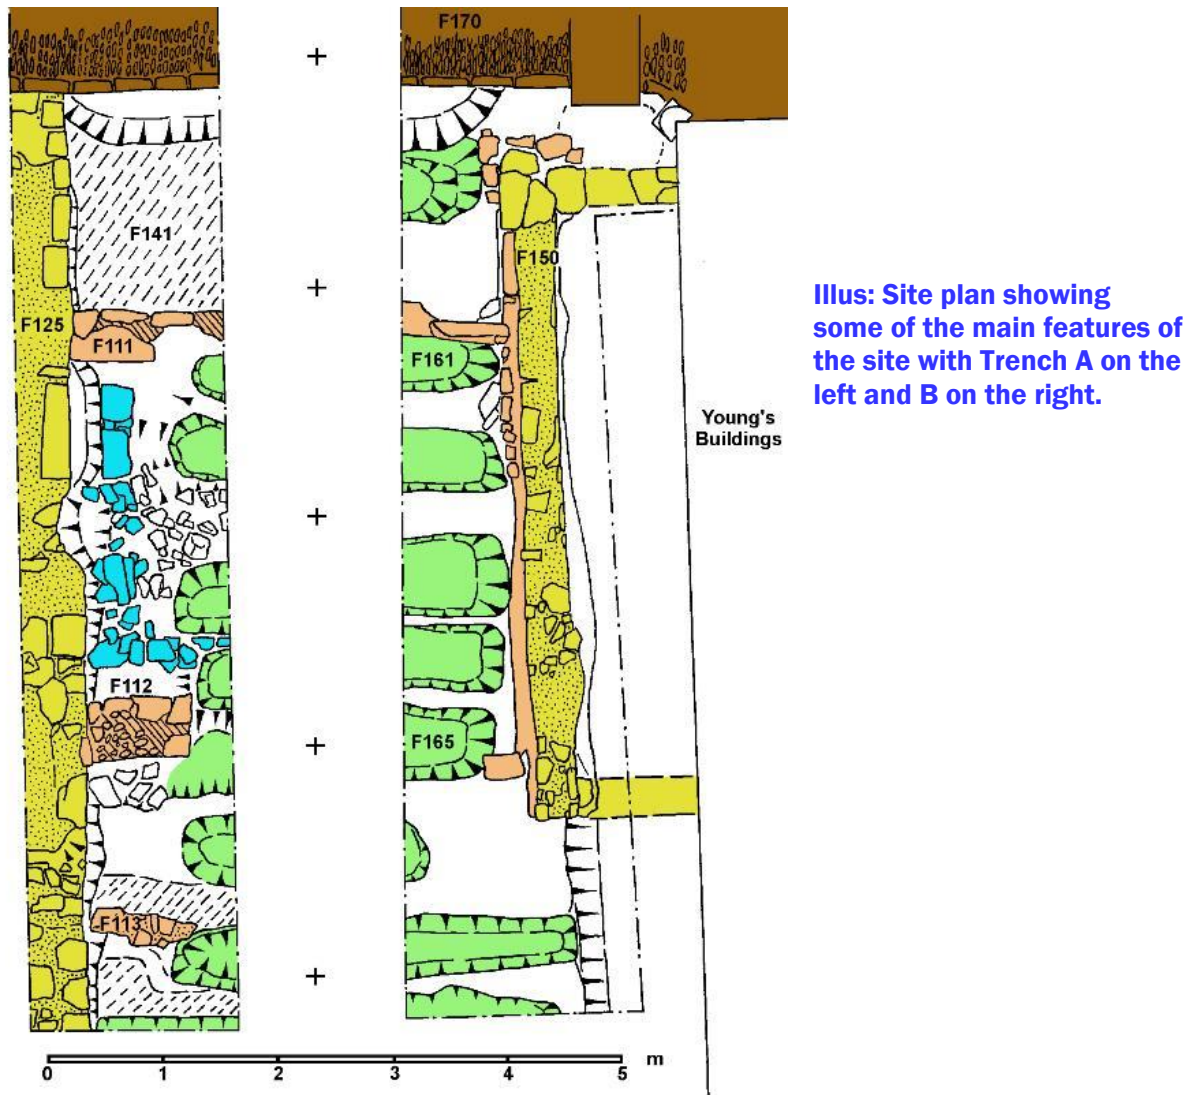 F170
F141
F150
F125
F111
F161
Young's
Buildings
F112
F165
F113
m
0 1 2 3 4 5
Illus: Site plan showing
some of the main features of
the site with Trench A on the
left and B on the right.